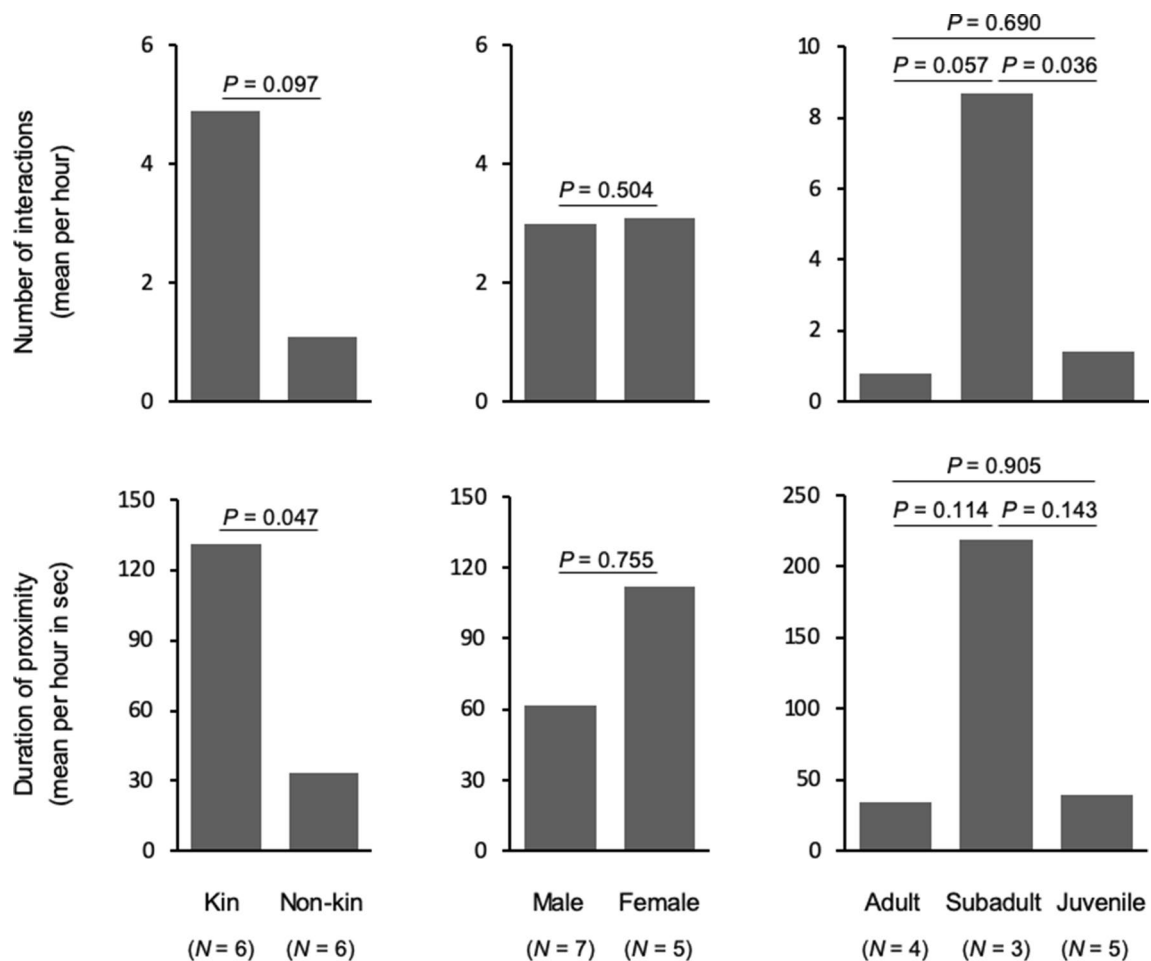 Number of interactions
(mean per hour)
6
4
2
0
P = 0.097
6
4
2
0
P = 0.504
10
8
6
4
2
0
P = 0.690
P = 0.057
P = 0.036
Duration of proximity
(mean per hour in sec)
150
120
90
60
30
0
P = 0.047
150
120
90
60
30
0
P = 0.755
250
200
150
100
50
0
P = 0.905
P = 0.114
P = 0.143
Kin Non-kin Male Female Adult Subadult Juvenile
(N = 6) (N = 6) (N = 7) (N = 5) (N = 4) (N = 3) (N = 5)